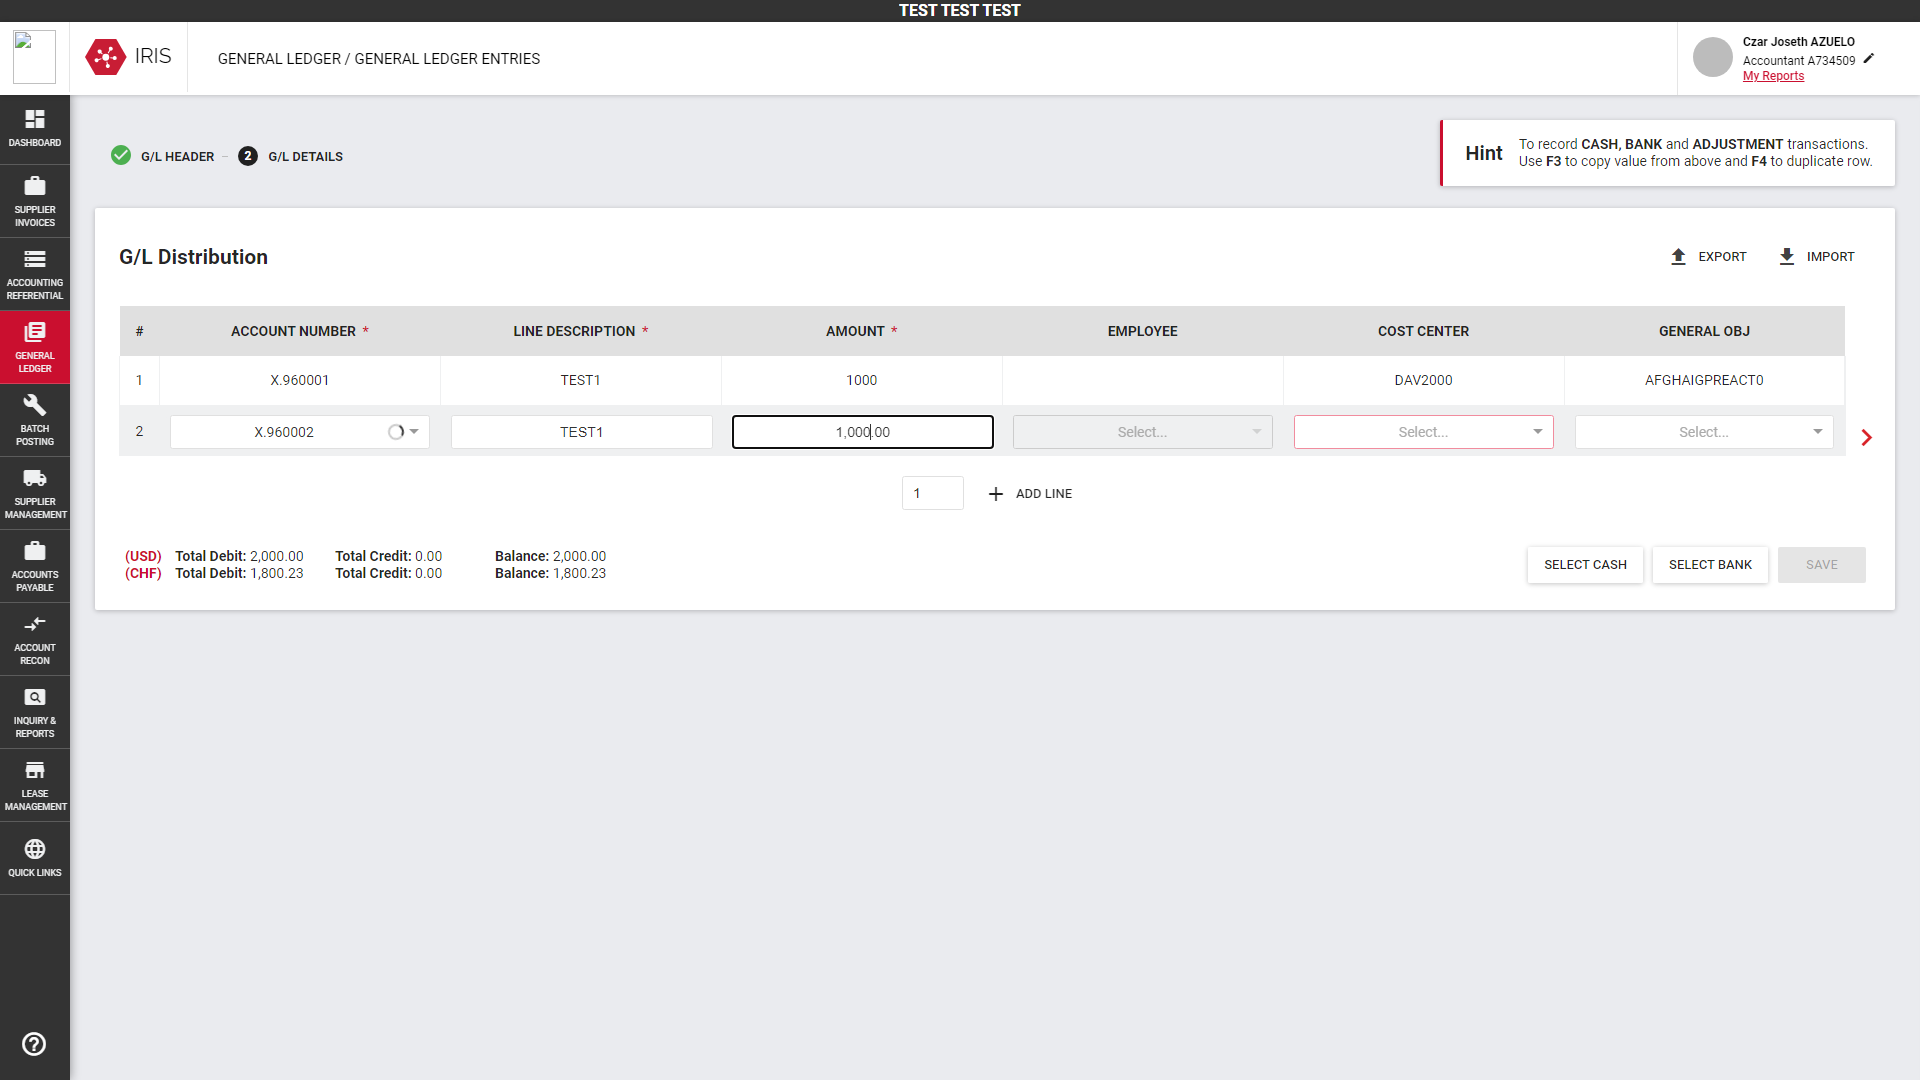 TEST TEST TEST
IRIS
GENERAL LEDGER / GENERAL LEDGER ENTRIES
Czar Joseth AZUELO
Accountant A734509
My Reports
DASHBOARD
SUPPLIER
INVOICES
ACCOUNTING
REFERENTIAL
GENERAL
LEDGER
BATCH
POSTING
SUPPLIER
MANAGEMENT
ACCOUNTS
PAYABLE
ACCOUNT
RECON
INQUIRY &
REPORTS
LEASE
MANAGEMENT
QUICK LINKS
G/L HEADER – 2 G/L DETAILS
Hint
To record CASH, BANK and ADJUSTMENT transactions.
Use F3 to copy value from above and F4 to duplicate row.
G/L Distribution
EXPORT IMPORT
# ACCOUNT NUMBER * LINE DESCRIPTION * AMOUNT * EMPLOYEE COST CENTER GENERAL OBJ
1 X.960001 TEST1 1000 DAV2000 AFGHAIGPREACT0
2 X.960002 TEST1 1,000.00 Select... Select... Select...
1 ADD LINE
(USD) Total Debit: 2,000.00 Total Credit: 0.00 Balance: 2,000.00
(CHF) Total Debit: 1,800.23 Total Credit: 0.00 Balance: 1,800.23
SELECT CASH SELECT BANK SAVE